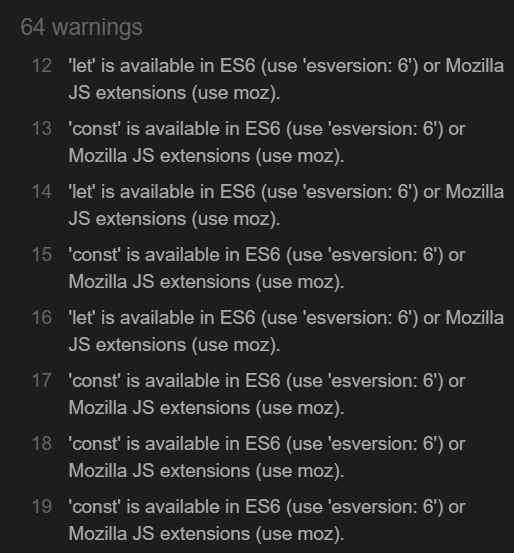 64 warnings
12 'let' is available in ES6 (use 'esversion: 6') or Mozilla
JS extensions (use moz).
13 'const' is available in ES6 (use 'esversion: 6') or
Mozilla JS extensions (use moz).
14 'let' is available in ES6 (use 'esversion: 6') or Mozilla
JS extensions (use moz).
15 'const' is available in ES6 (use 'esversion: 6') or
Mozilla JS extensions (use moz).
16 'let' is available in ES6 (use 'esversion: 6') or Mozilla
JS extensions (use moz).
17 'const' is available in ES6 (use 'esversion: 6') or
Mozilla JS extensions (use moz).
18 'const' is available in ES6 (use 'esversion: 6') or
Mozilla JS extensions (use moz).
19 'const' is available in ES6 (use 'esversion: 6') or
Mozilla JS extensions (use moz).